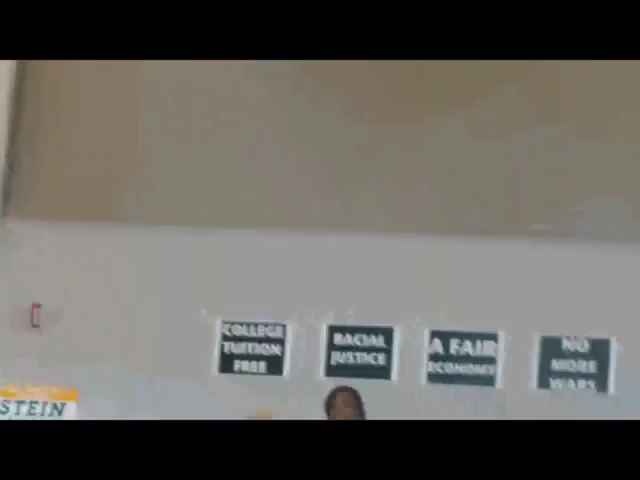 COLLEGE
TUITION
FREE
RACIAL
JUSTICE
A FAIR
ECONOMY
NO
MORE
WARS
STEIN